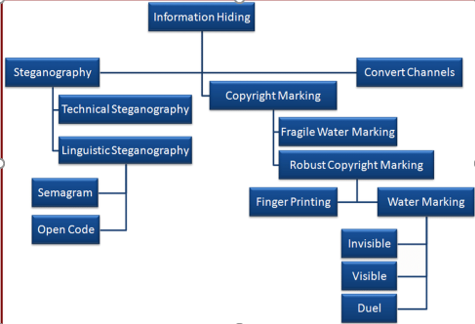 Information Hiding
Steganography
Convert Channels
Copyright Marking
Technical Steganography
Fragile Water Marking
Linguistic Steganography
Robust Copyright Marking
Semagram
Finger Printing
Water Marking
Open Code
Invisible
Visible
Duel